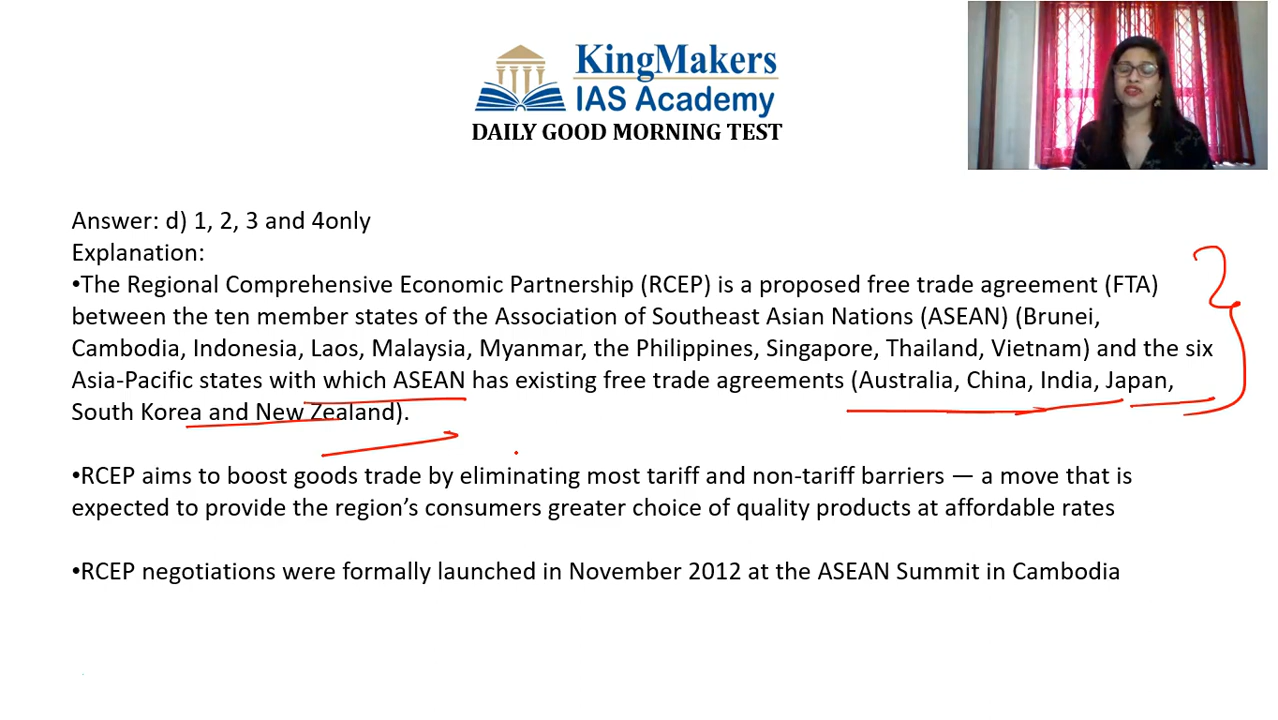 KingMakers
IAS Academy
DAILY GOOD MORNING TEST
Answer: d) 1, 2, 3 and 4only
Explanation:
•The Regional Comprehensive Economic Partnership (RCEP) is a proposed free trade agreement (FTA)
between the ten member states of the Association of Southeast Asian Nations (ASEAN) (Brunei,
Cambodia, Indonesia, Laos, Malaysia, Myanmar, the Philippines, Singapore, Thailand, Vietnam) and the six
Asia-Pacific states with which ASEAN has existing free trade agreements (Australia, China, India, Japan,
South Korea and New Zealand).
•RCEP aims to boost goods trade by eliminating most tariff and non-tariff barriers — a move that is
expected to provide the region’s consumers greater choice of quality products at affordable rates
•RCEP negotiations were formally launched in November 2012 at the ASEAN Summit in Cambodia